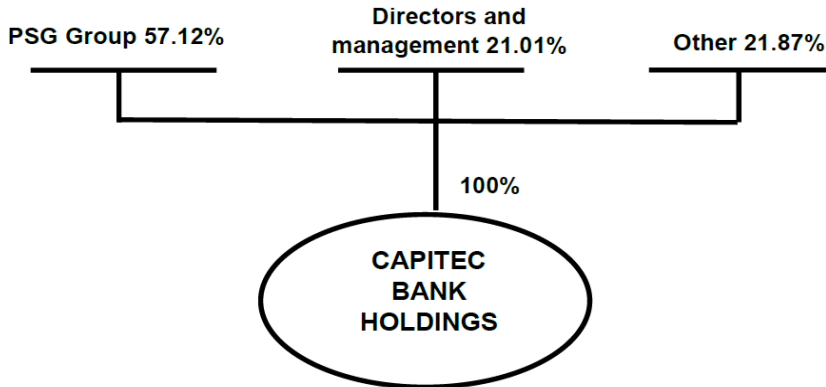 PSG Group 57.12%
Directors and
management 21.01%
Other 21.87%
100%
CAPITEC
BANK
HOLDINGS